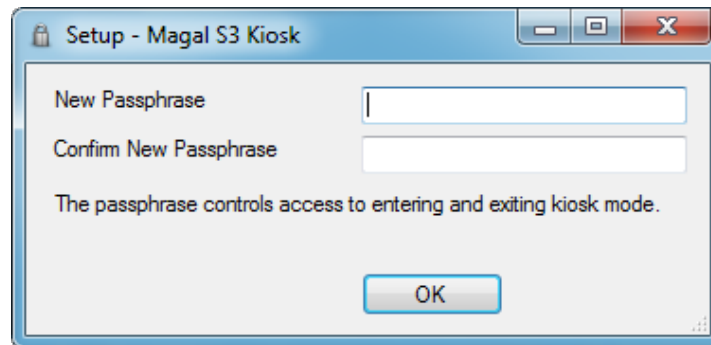 Setup - Magal S3 Kiosk
New Passphrase
Confirm New Passphrase
The passphrase controls access to entering and exiting kiosk mode.
OK